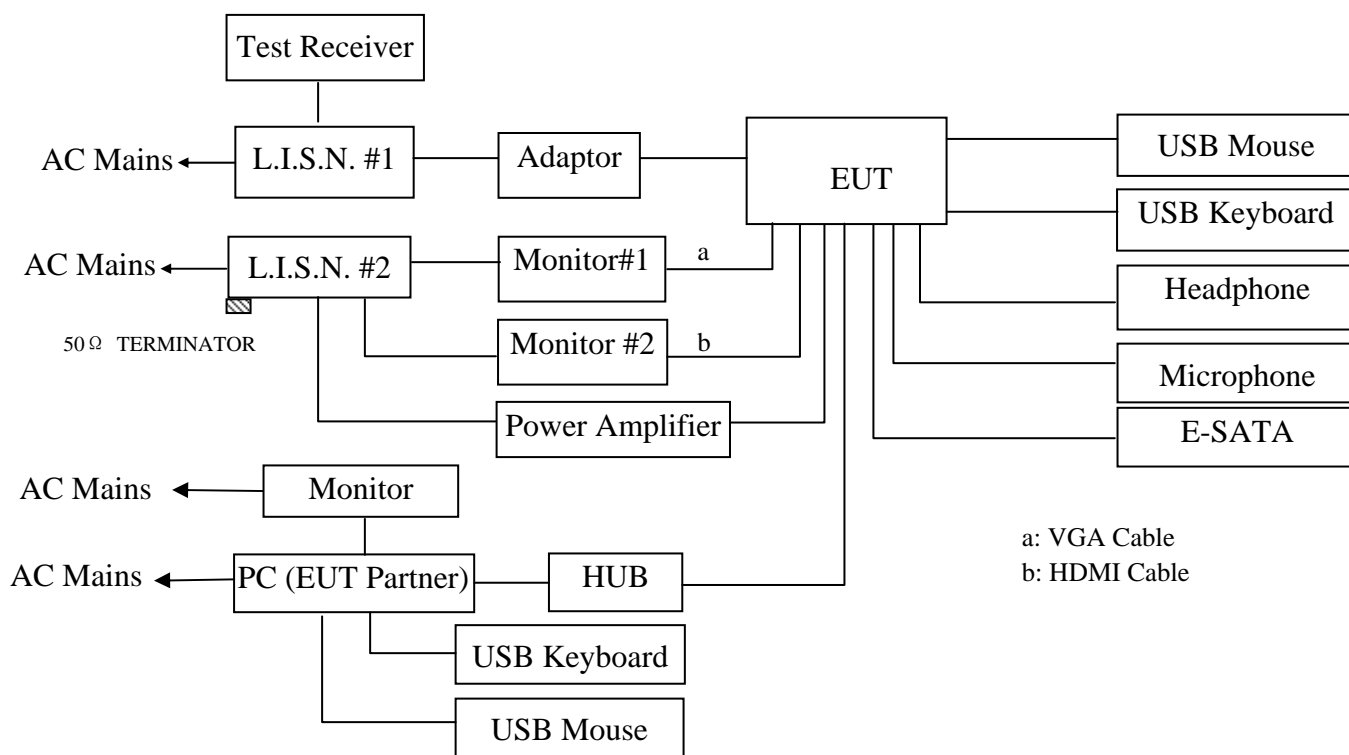 Test Receiver
AC Mains
L.I.S.N. #1
Adaptor
EUT
USB Mouse
USB Keyboard
AC Mains
L.I.S.N. #2
Monitor#1
a
Headphone
50Ω TERMINATOR
Monitor #2
b
Microphone
Power Amplifier
E-SATA
AC Mains
Monitor
a: VGA Cable
AC Mains
PC (EUT Partner)
HUB
b: HDMI Cable
USB Keyboard
USB Mouse